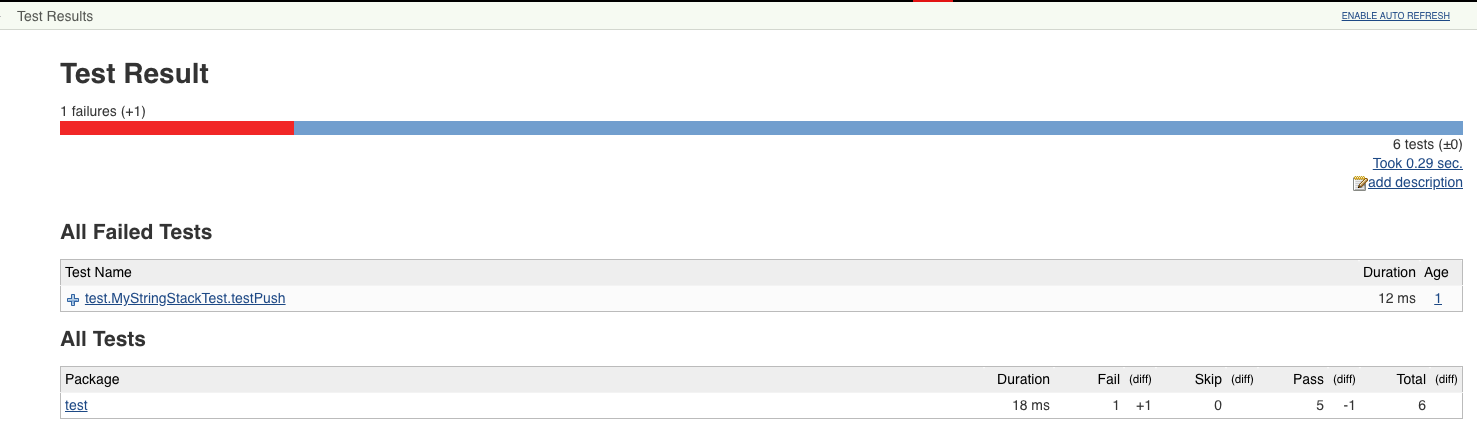 Test Results
ENABLE AUTO REFRESH
Test Result
1 failures (+1)
6 tests (±0)
Took 0.29 sec.
add description
All Failed Tests
Test Name Duration Age
test.MyStringStackTest.testPush 12 ms 1
All Tests
Package Duration Fail (diff) Skip (diff) Pass (diff) Total (diff)
test 18 ms 1 +1 0 5 -1 6